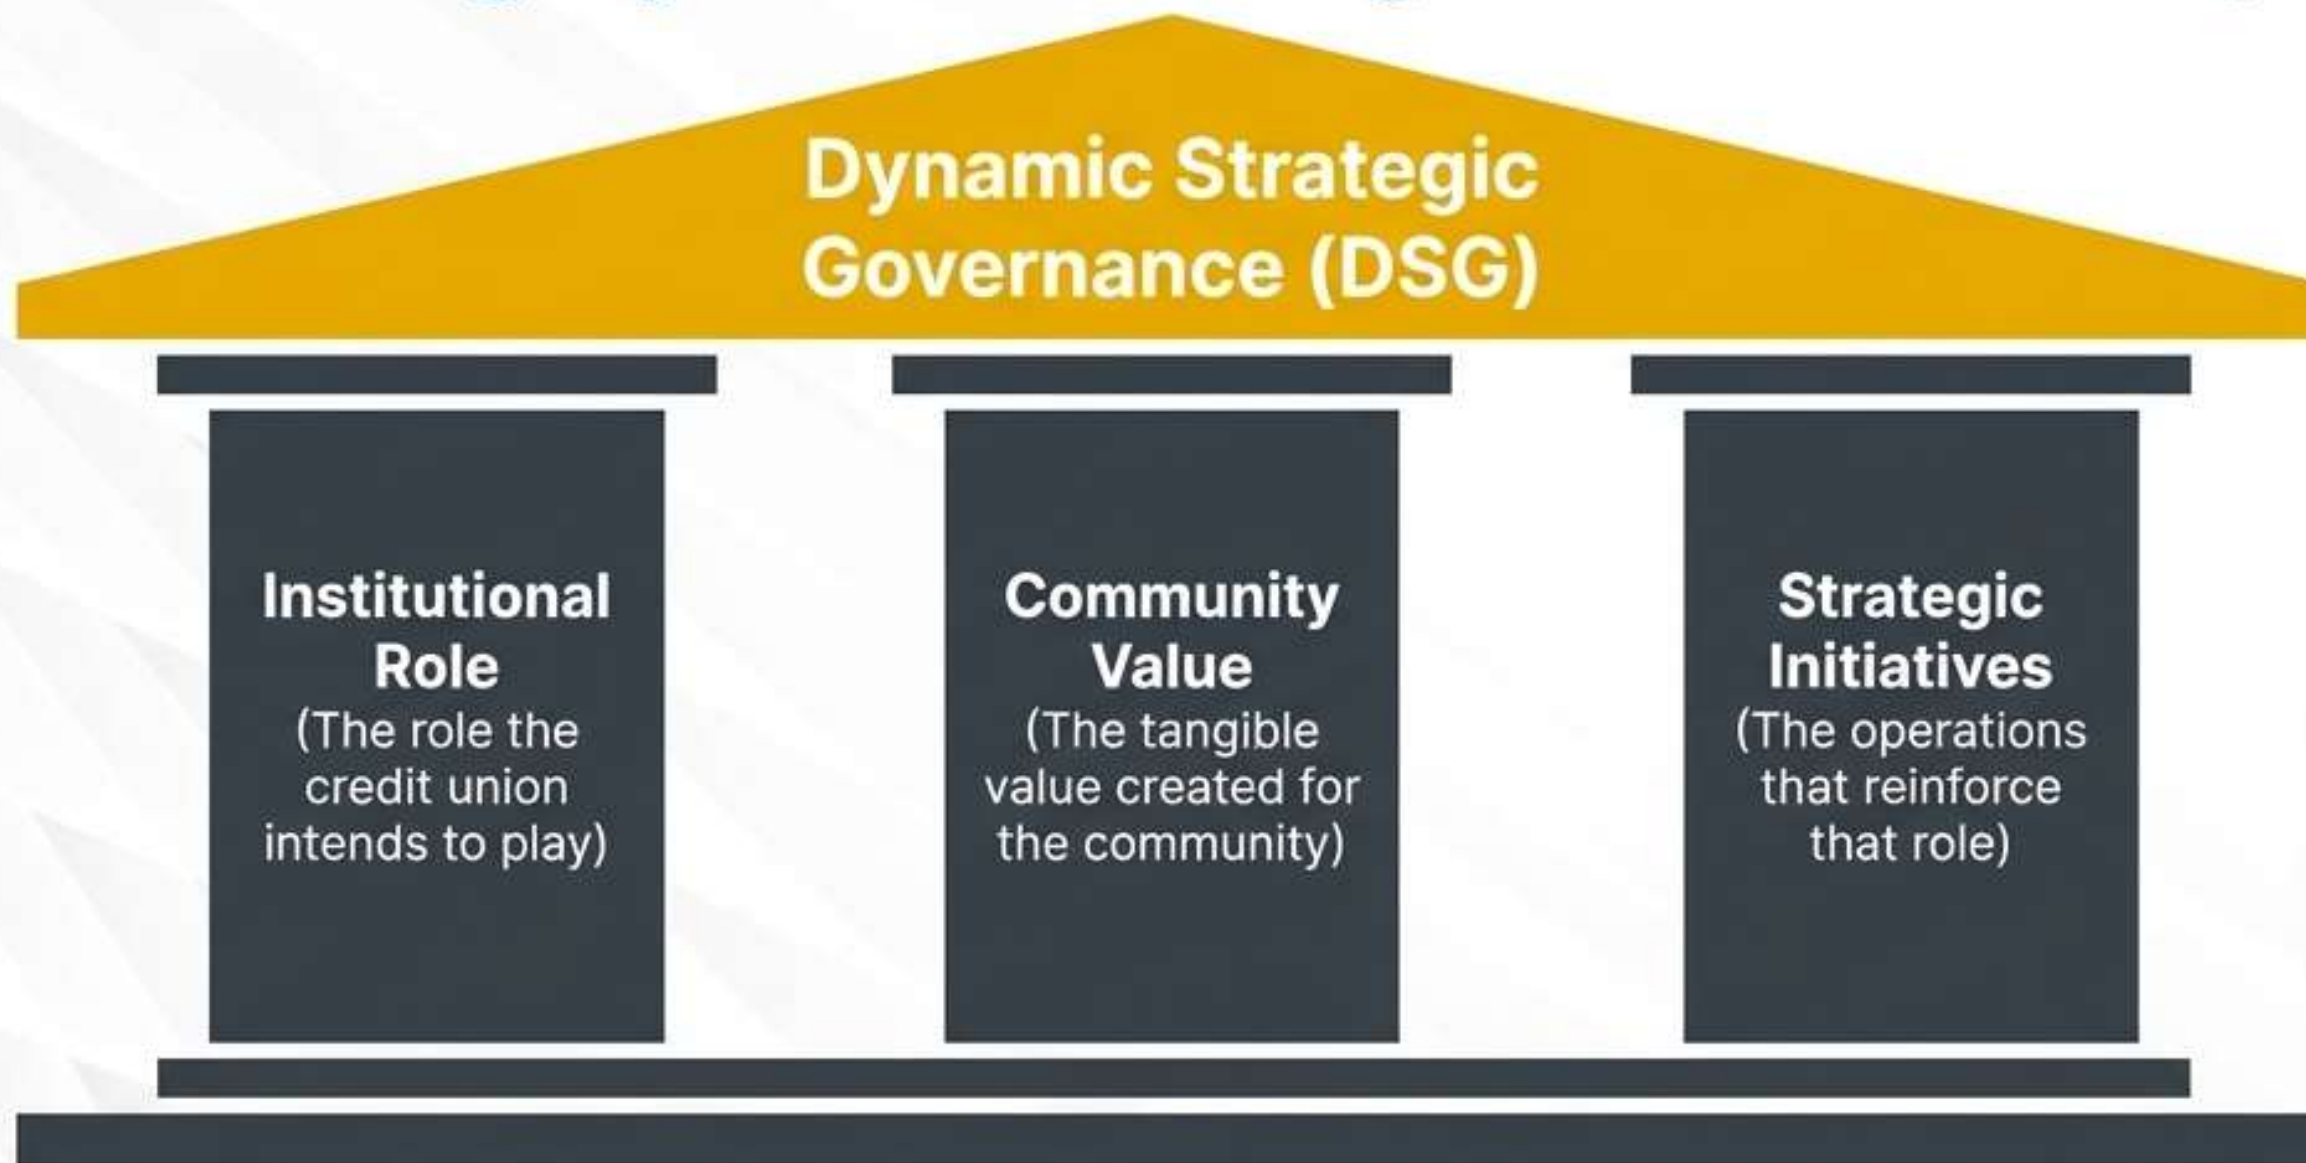 Dynamic Strategic
Governance (DSG)
Institutional
Role
(The role the
credit union
intends to play)
Community
Value
(The tangible
value created for
the community)
Strategic
Initiatives
(The operations
that reinforce
that role)